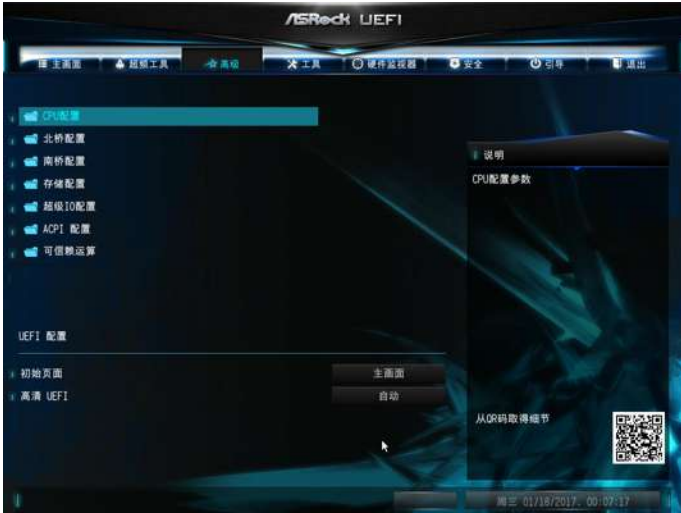 ASRock UEFI
主画面
超频工具
高级
工具
硬件监视器
安全
引导
退出
CPU配置
北桥配置
南桥配置
存储配置
超级IO配置
ACPI 配置
可信赖运算
说明
CPU配置参数
UEFI 配置
初始页面 主画面
高清 UEFI 自动
从QR码取得细节
周三 01/18/2017. 00:07:17